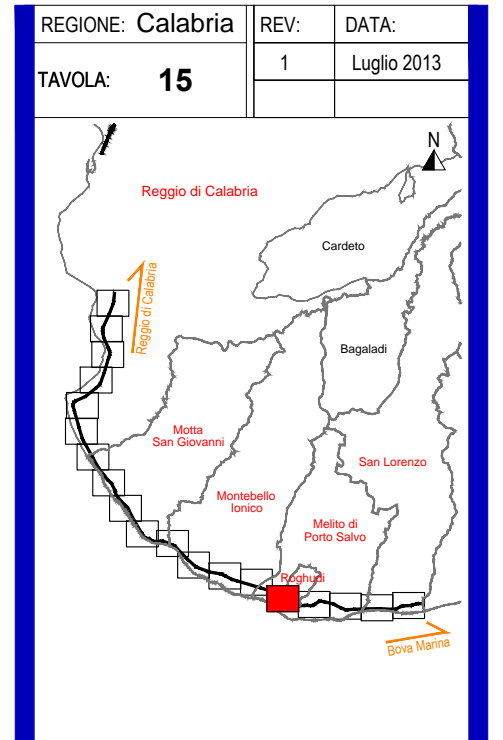 REGIONE: Calabria
REV:
DATA:
TAVOLA: 15
1
Luglio 2013
N
Reggio di Calabria
Cardeto
Reggio di Calabria
Bagaladi
Motta
San Giovanni
San Lorenzo
Montebello
Ionico
Melito di
Porto Salvo
Roghudi
Bova Marina